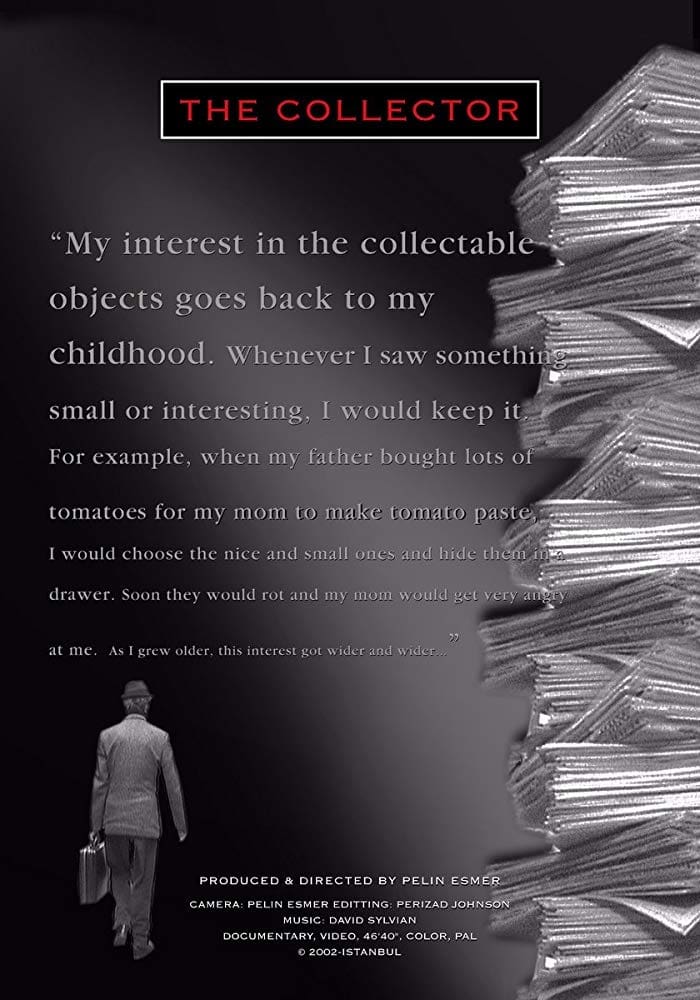 THE COLLECTOR
“My interest in the collectable
objects goes back to my
childhood. Whenever I saw something
small or interesting, I would keep it.
For example, when my father bought lots of
tomatoes for my mom to make tomato paste,
I would choose the nice and small ones and hide them in a
drawer. Soon they would rot and my mom would get very angry
at me. As I grew older, this interest got wider and wider...”
PRODUCED & DIRECTED BY PELIN ESMER
CAMERA: PELIN ESMER EDITTING: PERIZAD JOHNSON
MUSIC: DAVID SYLVIAN
DOCUMENTARY, VIDEO, 46'40", COLOR, PAL
© 2002-ISTANBUL